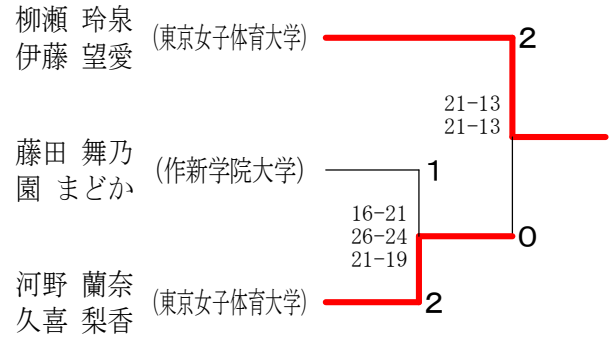 柳瀬 玲泉
伊藤 望愛
(東京女子体育大学)
2
21-13
21-13
藤田 舞乃
園 まどか
(作新学院大学)
1
16-21
26-24
21-19
0
河野 蘭奈
久喜 梨香
(東京女子体育大学)
2